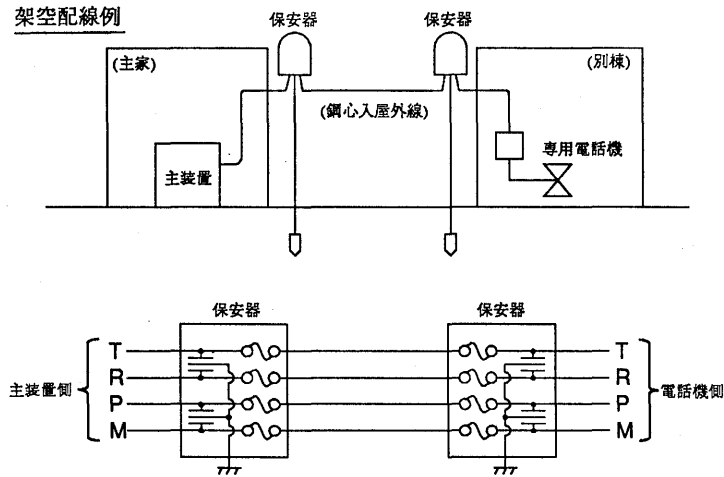 架空配線例
保安器
保安器
(主家)
(別棟)
(鋼心入屋外線)
主装置
専用電話機
保安器
保安器
主装置側
T
R
P
M
T
R
P
M
電話機側